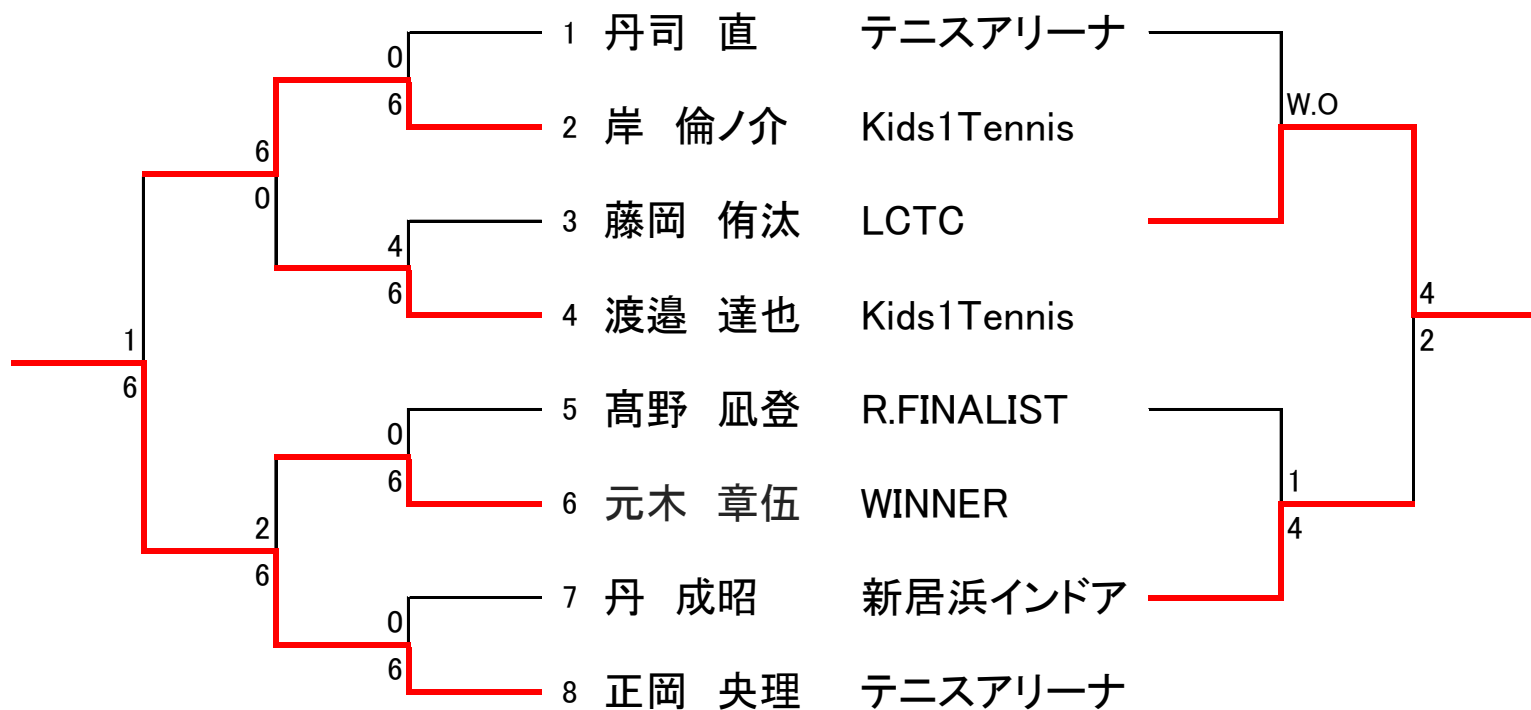 1 丹司 直 テニスアリーナ
0
W.O
6
2 岸 倫ノ介 Kids1Tennis
6
0
3 藤岡 侑汰 LCTC
4
6
4 渡邉 達也 Kids1Tennis
4
1
2
6
5 髙野 凪登 R.FINALIST
0
6
1
6 元木 章伍 WINNER
2
4
6
7 丹 成昭 新居浜インドア
0
6
8 正岡 央理 テニスアリーナ